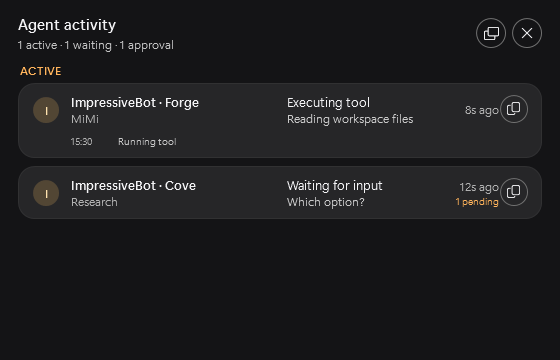 Agent activity
1 active · 1 waiting · 1 approval
ACTIVE
I
ImpressiveBot · Forge
MiMi
Executing tool
Reading workspace files
8s ago
15:30 Running tool
I
ImpressiveBot · Cove
Research
Waiting for input
Which option?
12s ago
1 pending